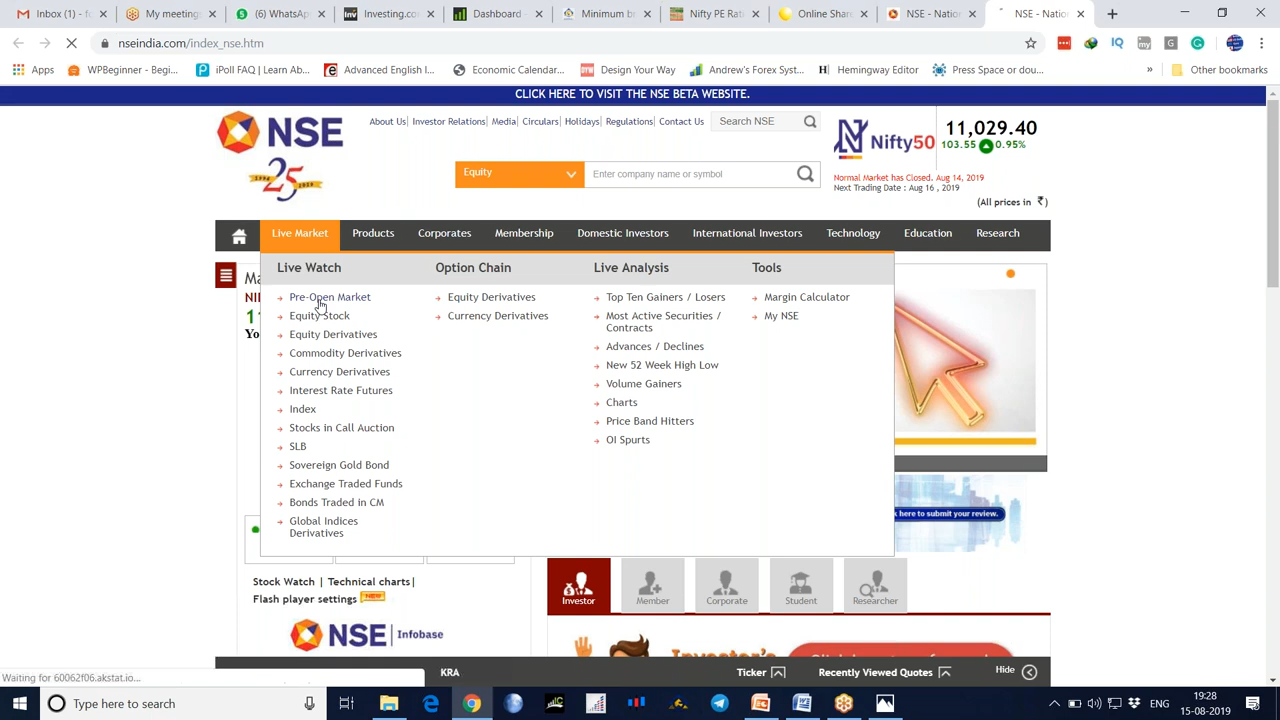 Inbox (1) - fc
My meetings
(6) WhatsApp
Investing.com
Dashboard
Minimum br
Nifty PE Rat
Online Shar
NSE - Nation
NSE - Nation
nseindia.com/index_nse.htm
Apps
WPBeginner - Begi...
iPoll FAQ | Learn Ab...
Advanced English I...
Economic Calendar...
Design Your Way
Andrew's Forex Syst...
Hemingway Editor
Press Space or dou...
»
Other bookmarks
CLICK HERE TO VISIT THE NSE BETA WEBSITE.
NSE
25
About Us| Investor Relations| Media| Circulars| Holidays| Regulations| Contact Us
Search NSE
Equity
Enter company name or symbol
Nifty50
11,029.40
103.55 0.95%
Normal Market has Closed. Aug 14, 2019
Next Trading Date : Aug 16 , 2019
(All prices in ₹)
Live Market
Products
Corporates
Membership
Domestic Investors
International Investors
Technology
Education
Research
Live Watch
Pre-Open Market
Equity Stock
Equity Derivatives
Commodity Derivatives
Currency Derivatives
Interest Rate Futures
Index
Stocks in Call Auction
SLB
Sovereign Gold Bond
Exchange Traded Funds
Bonds Traded in CM
Global Indices
Derivatives
Option Chain
Equity Derivatives
Currency Derivatives
Live Analysis
Top Ten Gainers / Losers
Most Active Securities /
Contracts
Advances / Declines
New 52 Week High Low
Volume Gainers
Charts
Price Band Hitters
OI Spurts
Tools
Margin Calculator
My NSE
here to submit your review.
Stock Watch | Technical charts|
Flash player settings NEW
NSE | Infobase
Investor
Member
Corporate
Student
Researcher
Investor's
KRA
Ticker
Recently Viewed Quotes
Hide
Waiting for 60062f06.akstat.io...
Type here to search
ENG
19:28
15-08-2019